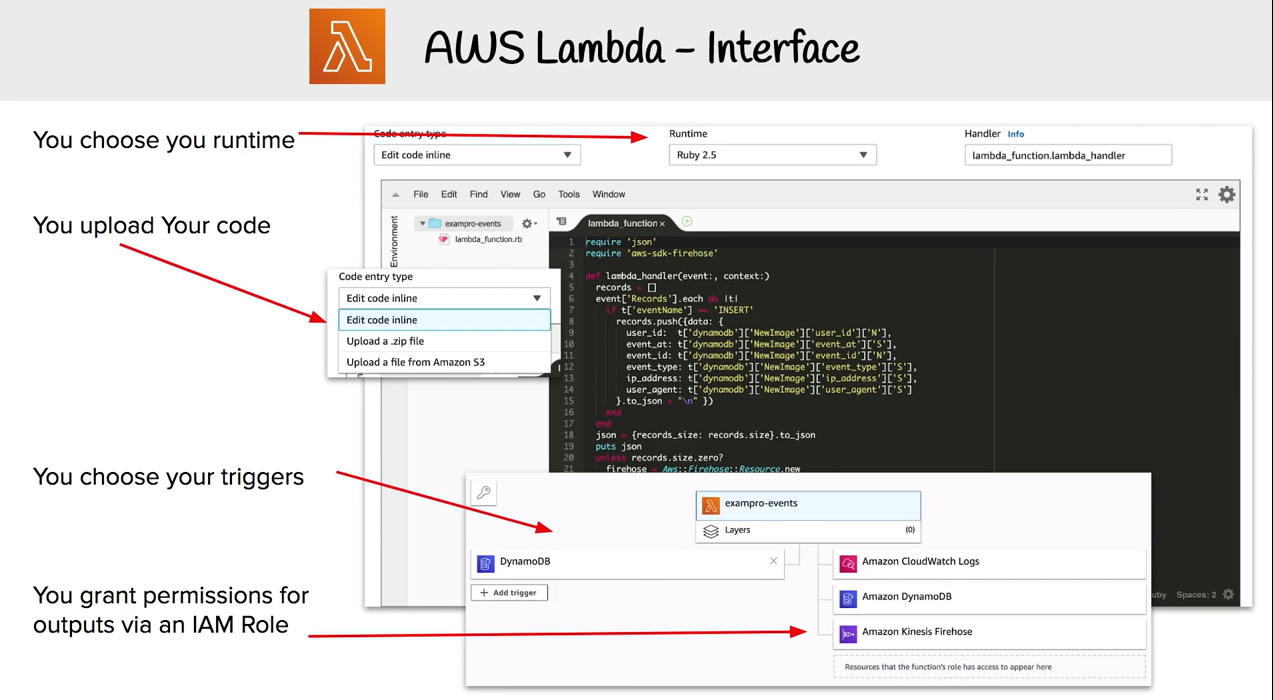 AWS Lambda - Interface
You choose you runtime
You upload Your code
You choose your triggers
You grant permissions for
outputs via an IAM Role
Code entry type
Edit code inline
Runtime
Ruby 2.5
Handler Info
lambda_function.lambda_handler
File Edit Find View Go Tools Window
Environment
exampro-events
lambda_function.rb
lambda_function ×
1 require 'json'
2 require 'aws-sdk-firehose'
3
4 def lambda_handler(event:, context:)
5 records = []
6 event['Records'].each do |t|
7 if t['eventName'] == 'INSERT'
8 records.push({data: {
9 user_id: t['dynamodb']['NewImage']['user_id']['N'],
10 event_at: t['dynamodb']['NewImage']['event_at']['S'],
11 event_id: t['dynamodb']['NewImage']['event_id']['N'],
12 event_type: t['dynamodb']['NewImage']['event_type']['S'],
13 ip_address: t['dynamodb']['NewImage']['ip_address']['S'],
14 user_agent: t['dynamodb']['NewImage']['user_agent']['S']
15 }.to_json + "\n" })
16 end
17 end
18 json = {records_size: records.size}.to_json
19 puts json
20 unless records.size.zero?
21 firehose = Aws::Firehose::Resource.new
Code entry type
Edit code inline
Edit code inline
Upload a .zip file
Upload a file from Amazon S3
exampro-events
Layers (0)
DynamoDB
+ Add trigger
Amazon CloudWatch Logs
Amazon DynamoDB
Amazon Kinesis Firehose
Resources that the function's role has access to appear here
uby Spaces: 2